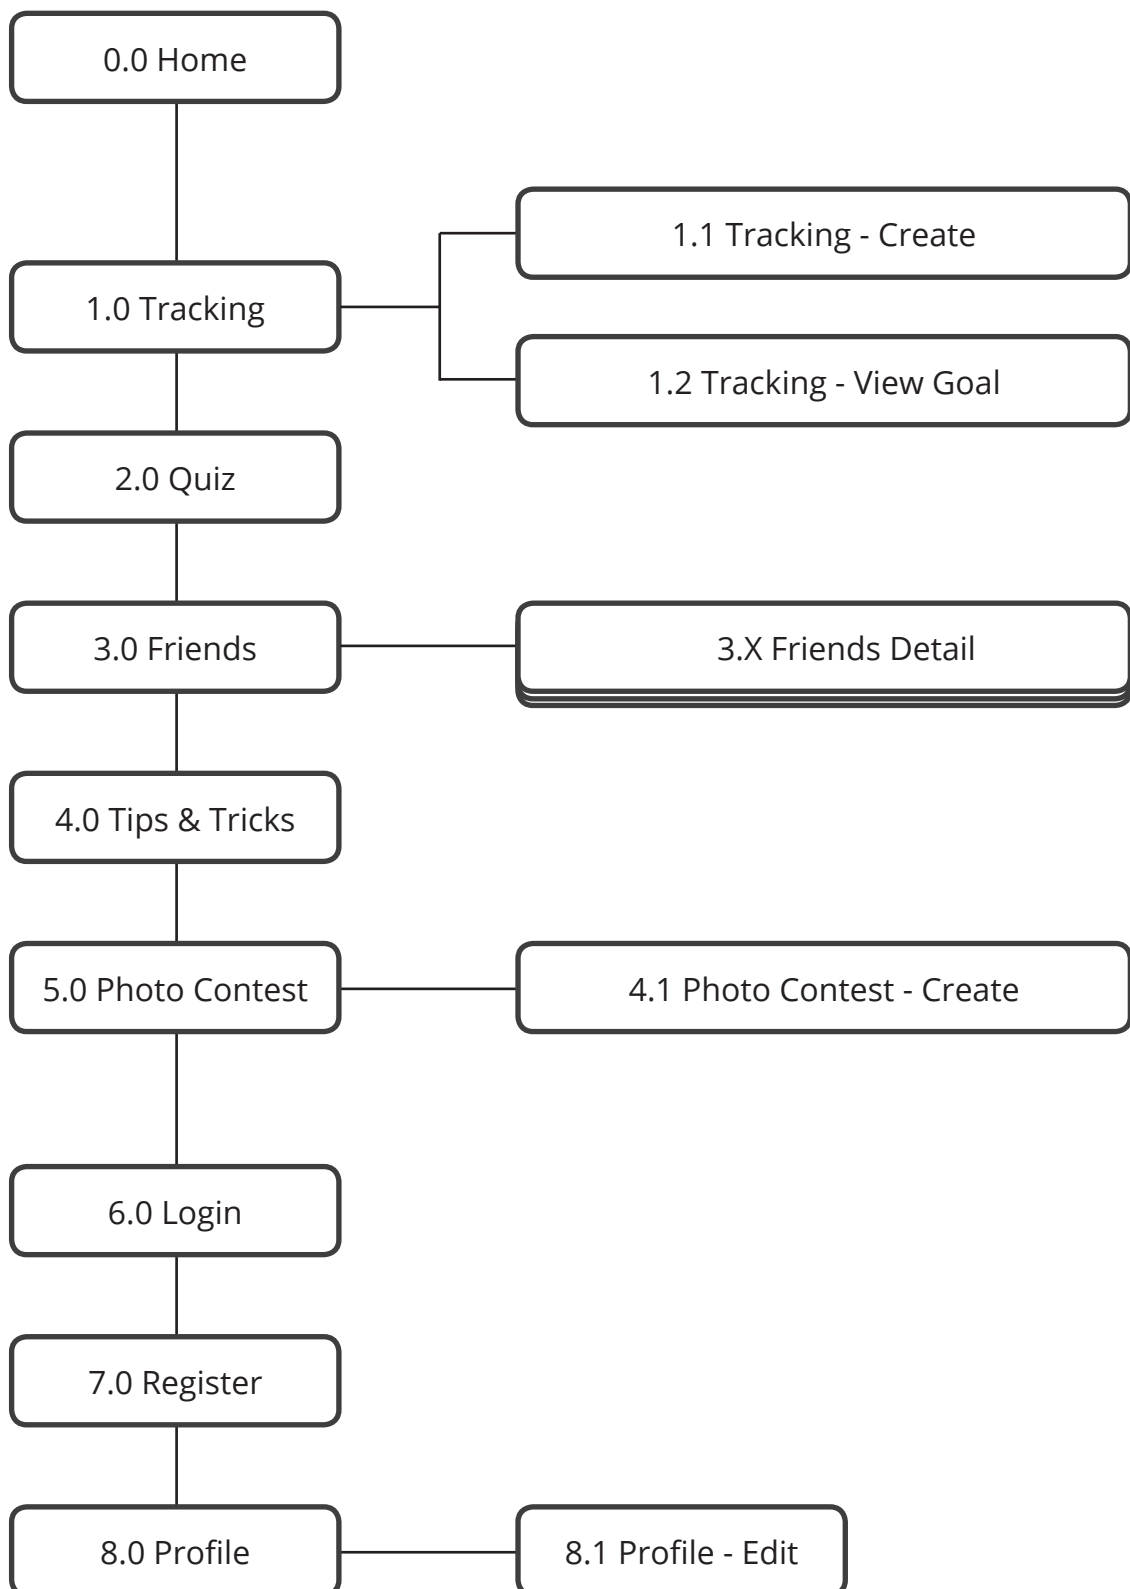 0.0 Home
1.1 Tracking - Create
1.0 Tracking
1.2 Tracking - View Goal
2.0 Quiz
3.0 Friends
3.X Friends Detail
4.0 Tips & Tricks
5.0 Photo Contest
4.1 Photo Contest - Create
6.0 Login
7.0 Register
8.0 Profile
8.1 Profile - Edit